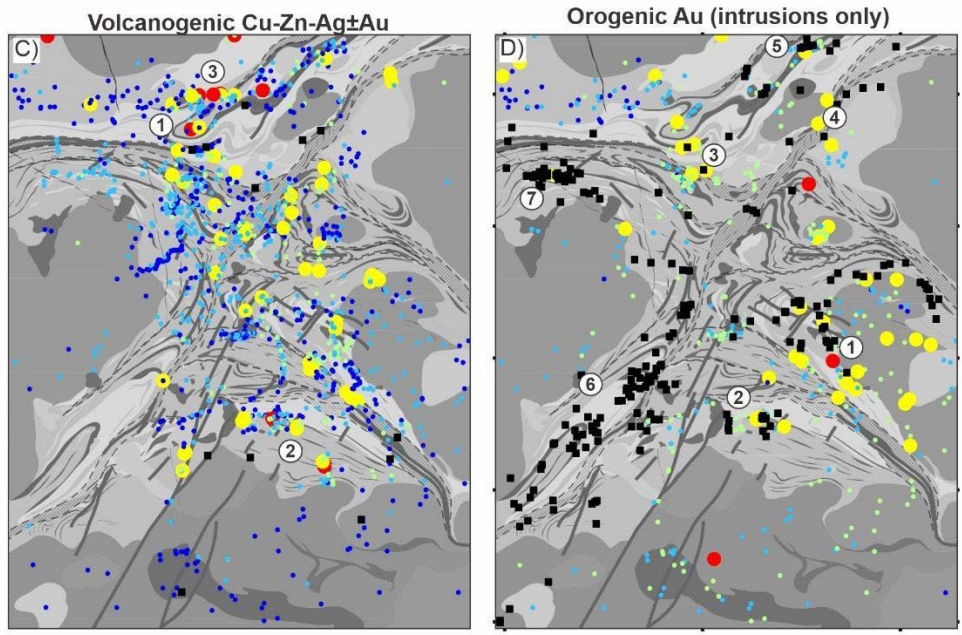 Volcanogenic Cu-Zn-Ag±Au
C)
3
1
2
Orogenic Au (intrusions only)
D)
5
4
3
7
1
6
2